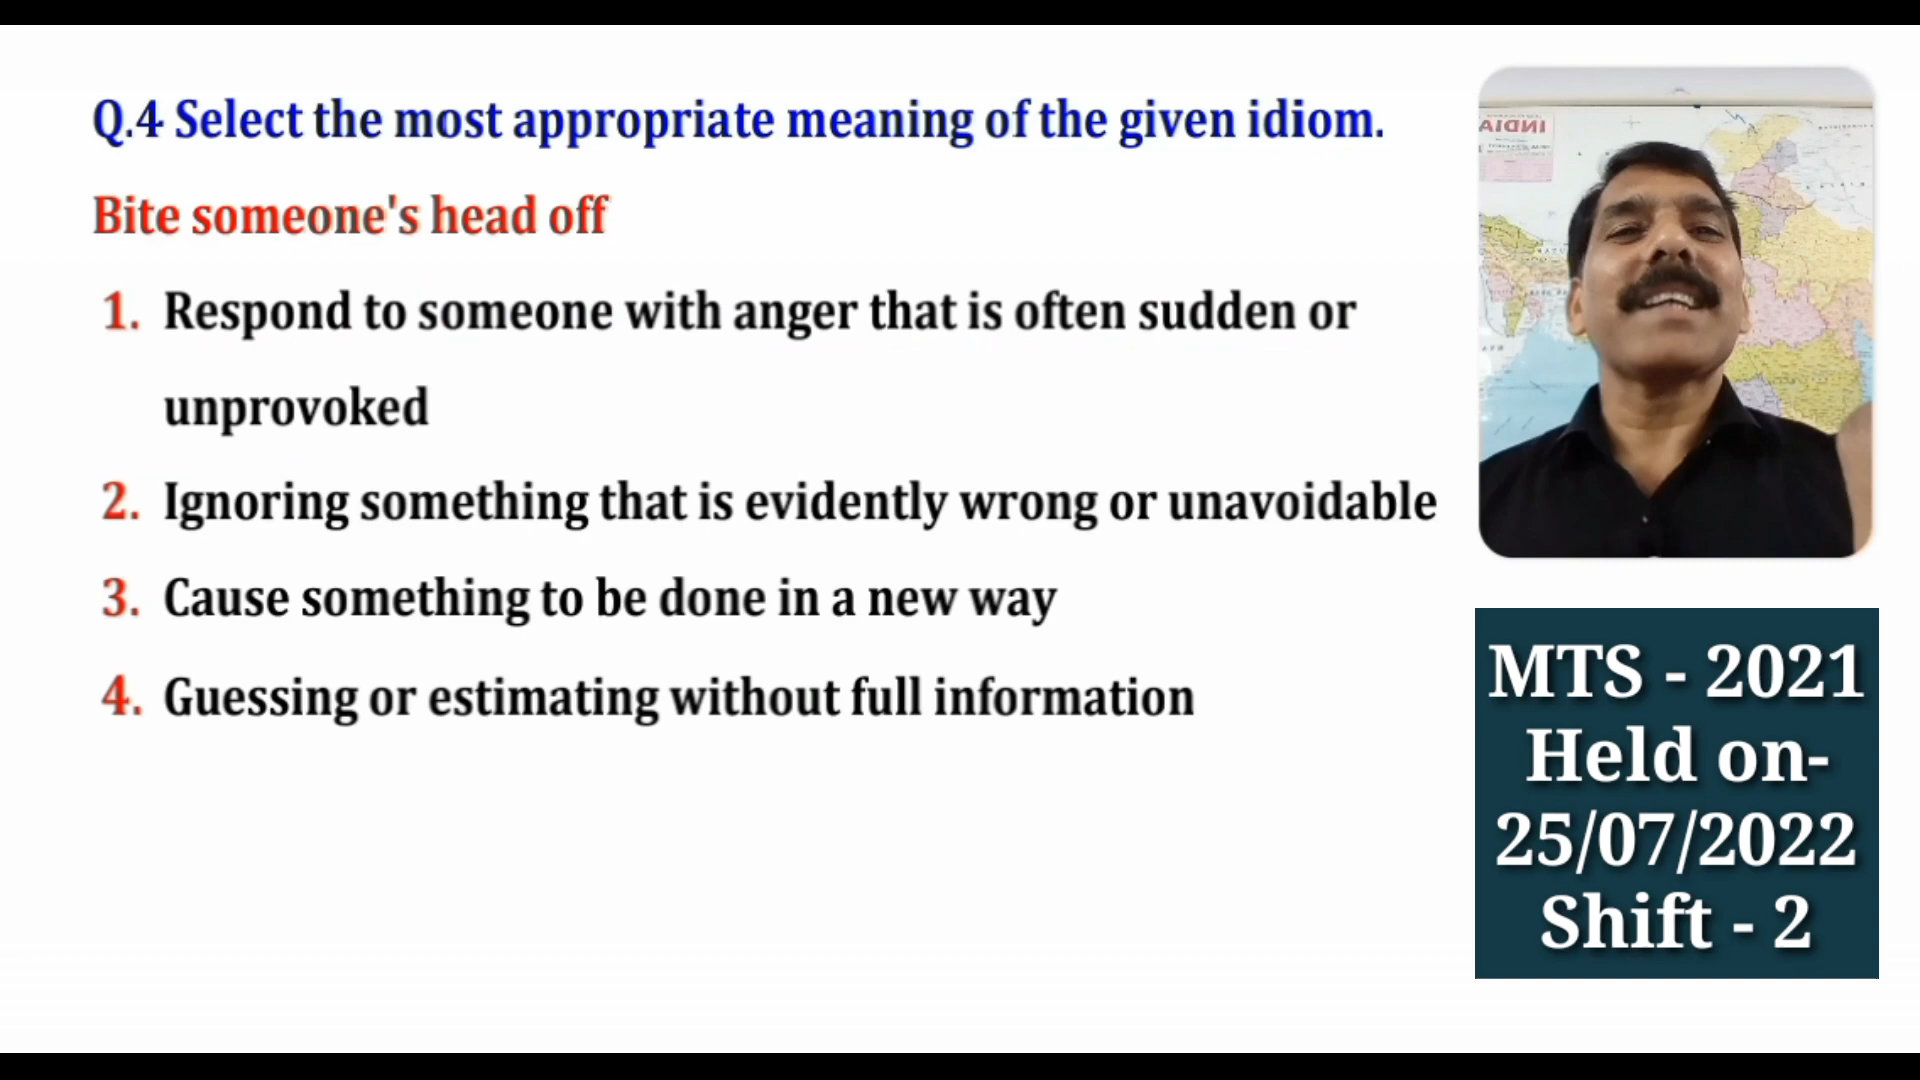 Q.4 Select the most appropriate meaning of the given idiom.
Bite someone's head off
1. Respond to someone with anger that is often sudden or
unprovoked
2. Ignoring something that is evidently wrong or unavoidable
3. Cause something to be done in a new way
4. Guessing or estimating without full information
INDIA
MTS - 2021
Held on-
25/07/2022
Shift - 2